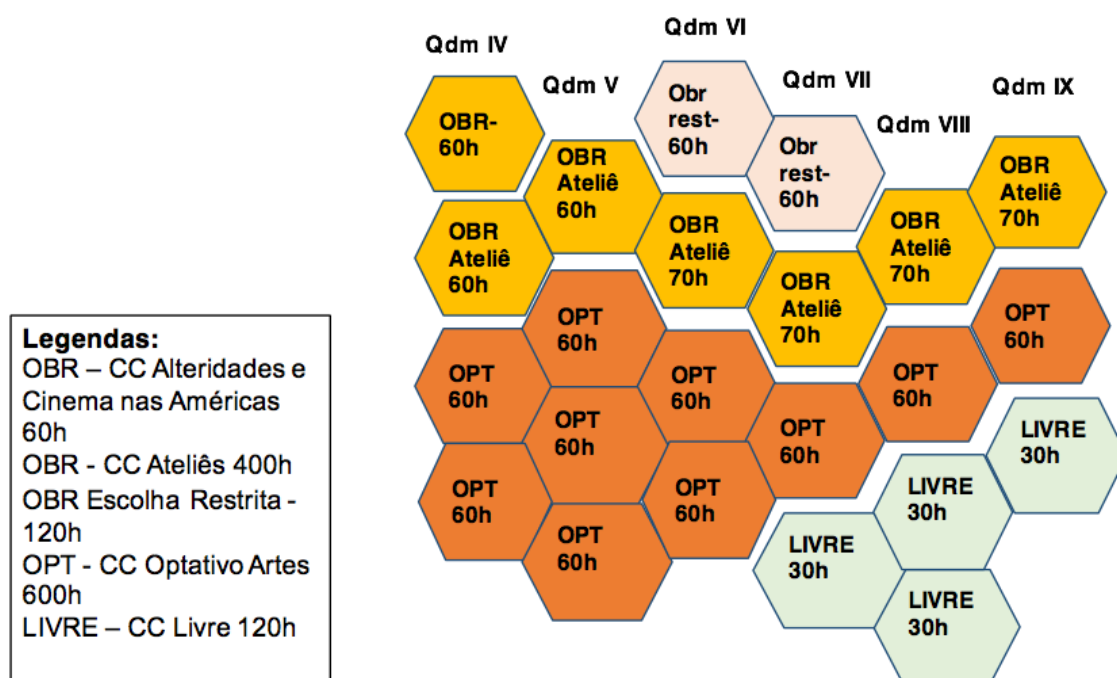 Qdm IV
Qdm V
Qdm VI
Qdm VII
Qdm VIII
Qdm IX
OBR-
60h
OBR
Ateliê
60h
OPT
60h
OPT
60h
OBR
Ateliê
60h
OPT
60h
OPT
60h
OPT
60h
Obr
rest-
60h
OBR
Ateliê
70h
OPT
60h
OPT
60h
Obr
rest-
60h
OBR
Ateliê
70h
OPT
60h
LIVRE
30h
OBR
Ateliê
70h
OPT
60h
LIVRE
30h
LIVRE
30h
OBR
Ateliê
70h
OPT
60h
LIVRE
30h
Legendas:
OBR – CC Alteridades e
Cinema nas Américas
60h
OBR - CC Ateliês 400h
OBR Escolha Restrita -
120h
OPT - CC Optativo Artes
600h
LIVRE – CC Livre 120h